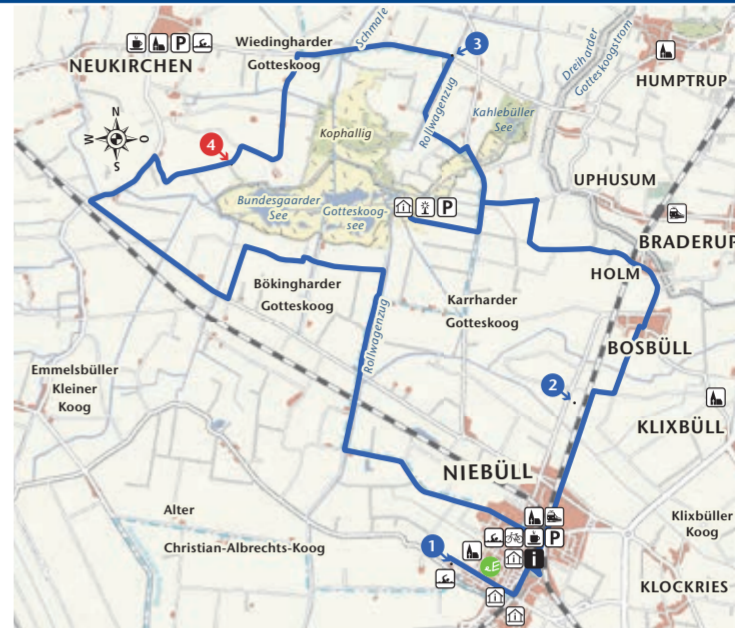 P
NEUKIRCHEN
Wiedingharder
Gotteskoog
Schmale
3
Dreiharder
Gotteskoogstrom
HUMPTRUP
N
W
O
S
4
Kophallig
Rollwagenzug
Kahlebüller
See
UPHUSUM
Bundesgaarder
See
Gotteskoog-
see
i
P
BRADERUP
HOLM
Bökingharder
Gotteskoog
Karrharder
Gotteskoog
Rollwagenzug
BOSBÜLL
Emmelsbüller
Kleiner
Koog
2
KLIXBÜLL
NIEBÜLL
Alter
Christian-Albrechts-Koog
1
P
i
i
eE
Klixbüller
Koog
KLOCKRIES
i
i